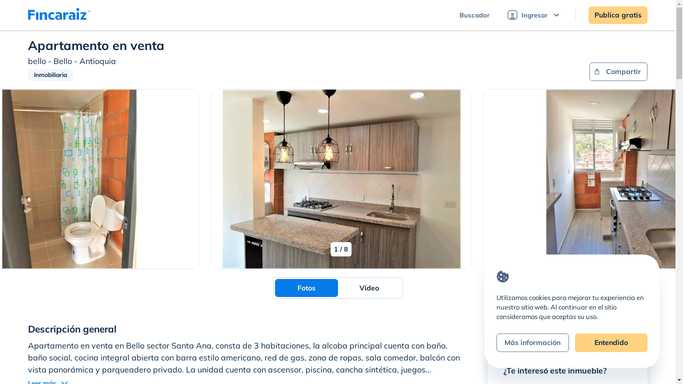 Fincaraiz
Buscador
Ingresar
Publica gratis
Apartamento en venta
bello - Bello - Antioquia
Inmobiliaria
Compartir
1 / 8
Fotos
Video
Utilizamos cookies para mejorar tu experiencia en
nuestro sitio web. Al continuar en el sitio
consideramos que aceptas su uso.
Más información
Entendido
Descripción general
Apartamento en venta en Bello sector Santa Ana, consta de 3 habitaciones, la alcoba principal cuenta con baño,
baño social, cocina integral abierta con barra estilo americano, red de gas, zona de ropas, sala comedor, balcón con
vista panorámica y parqueadero privado. La unidad cuenta con ascensor, piscina, cancha sintética, juegos...
Leer más
¿Te interesó este inmueble?